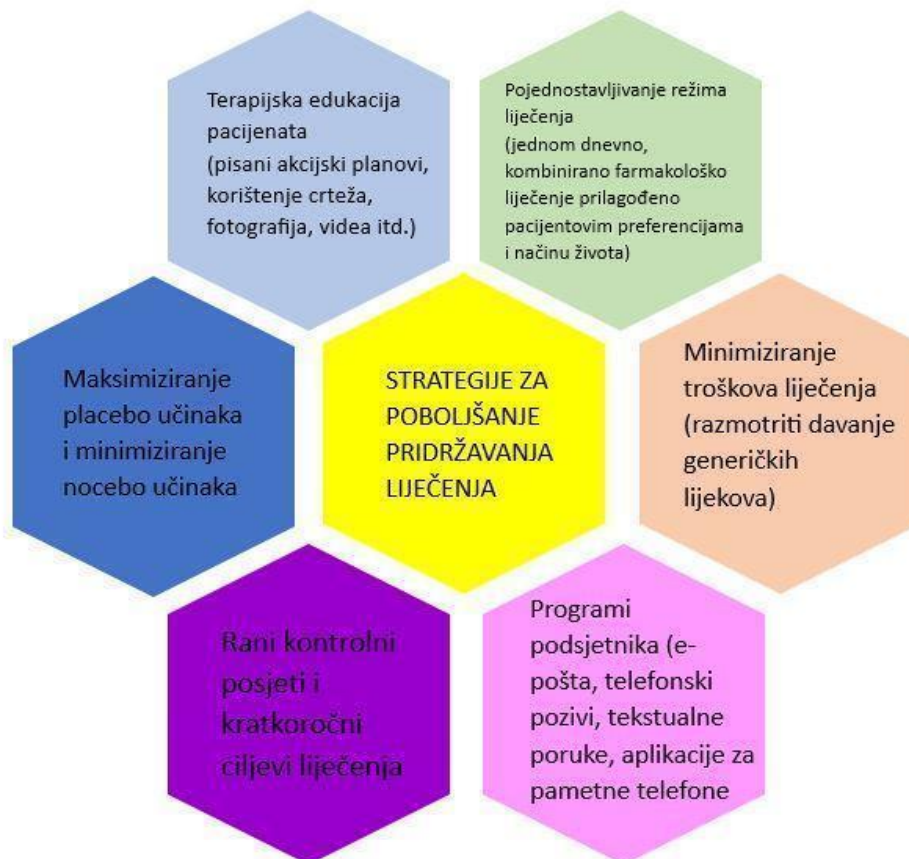 Terapijska edukacija
pacijenata
(pisani akcijski planovi,
korištenje crteža,
fotografija, videa itd.)
Pojednostavljivanje režima
liječenja
(jednom dnevno,
kombinirano farmakološko
liječenje prilagođeno
pacijentovim preferencijama
i načinu života)
Maksimiziranje
placebo učinaka
i minimiziranje
nocebo učinaka
STRATEGIJE ZA
POBOLJŠANJE
PRIDRŽAVANJA
LIJEČENJA
Minimiziranje
troškova liječenja
(razmotriti davanje
generičkih
lijekova)
Rani kontrolni
posjeti i
kratkoročni
ciljevi liječenja
Programi
podsjetnika (e-
pošta, telefonski
pozivi, tekstualne
poruke, aplikacije za
pametne telefone